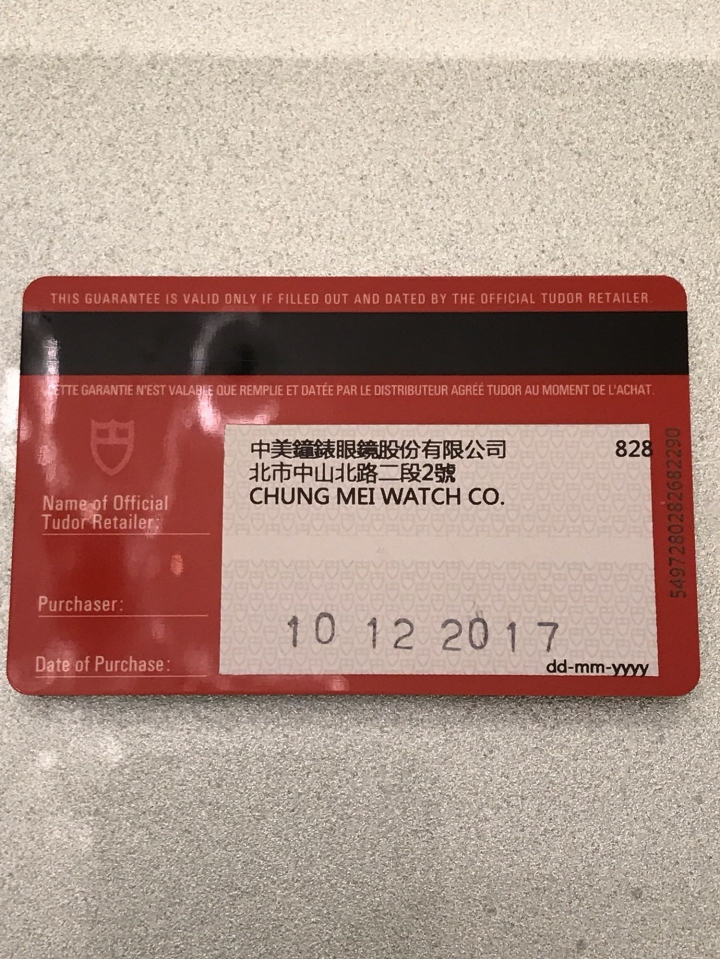 THIS GUARANTEE IS VALID ONLY IF FILLED OUT AND DATED BY THE OFFICIAL TUDOR RETAILER.
CETTE GARANTIE N'EST VALABLE QUE REMPLIE ET DATÉE PAR LE DISTRIBUTEUR AGRÉÉ TUDOR AU MOMENT DE L'ACHAT.
中美鐘錶眼鏡股份有限公司 828
北市中山北路二段2號
CHUNG MEI WATCH CO.
Name of Official
Tudor Retailer:
Purchaser:
10 12 2017
Date of Purchase:
dd-mm-yyyy
5497280282682290